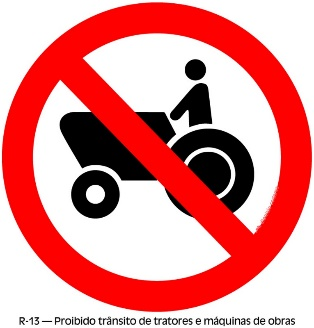 R-13 — Proibido trânsito de tratores e máquinas de obras